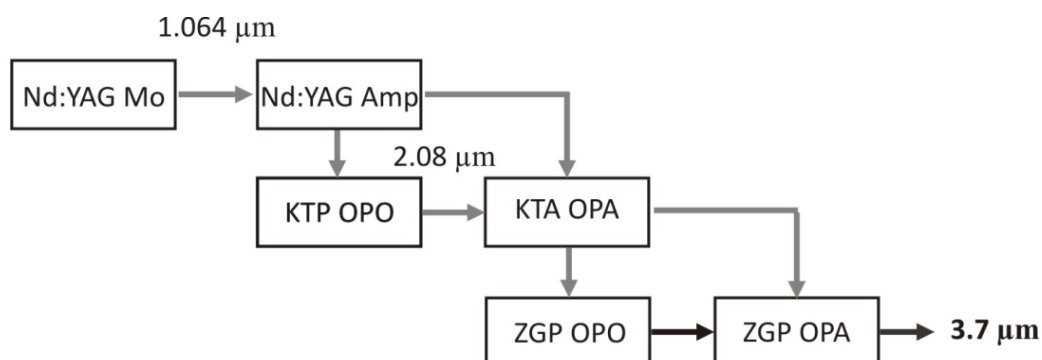 1.064 µm
Nd:YAG Mo
Nd:YAG Amp
2.08 µm
KTP OPO
KTA OPA
ZGP OPO
ZGP OPA
3.7 µm